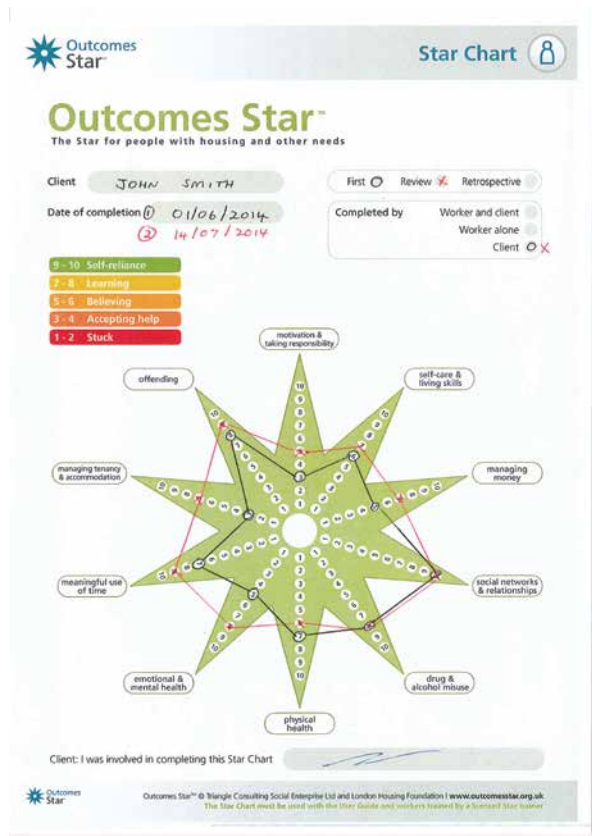 Outcomes
Star™
Star Chart
Outcomes Star™
The Star for people with housing and other needs
Client JOHN SMITH
First Review Retrospective
Date of completion ① 01/06/2014
② 14/07/2014
Completed by Worker and client
Worker alone
Client
9 - 10 Self-reliance
7 - 8 Learning
5 - 6 Believing
3 - 4 Accepting help
1 - 2 Stuck
motivation &
taking responsibility
offending
self-care &
living skills
managing tenancy
& accommodation
managing
money
meaningful use
of time
social networks
& relationships
emotional &
mental health
drug &
alcohol misuse
physical
health
Client: I was involved in completing this Star Chart
Outcomes
Star
Outcomes Star™ © Triangle Consulting Social Enterprise Ltd and London Housing Foundation | www.outcomesstar.org.uk
The Star Chart must be used with the User Guide and workers trained by a licensed Star trainer